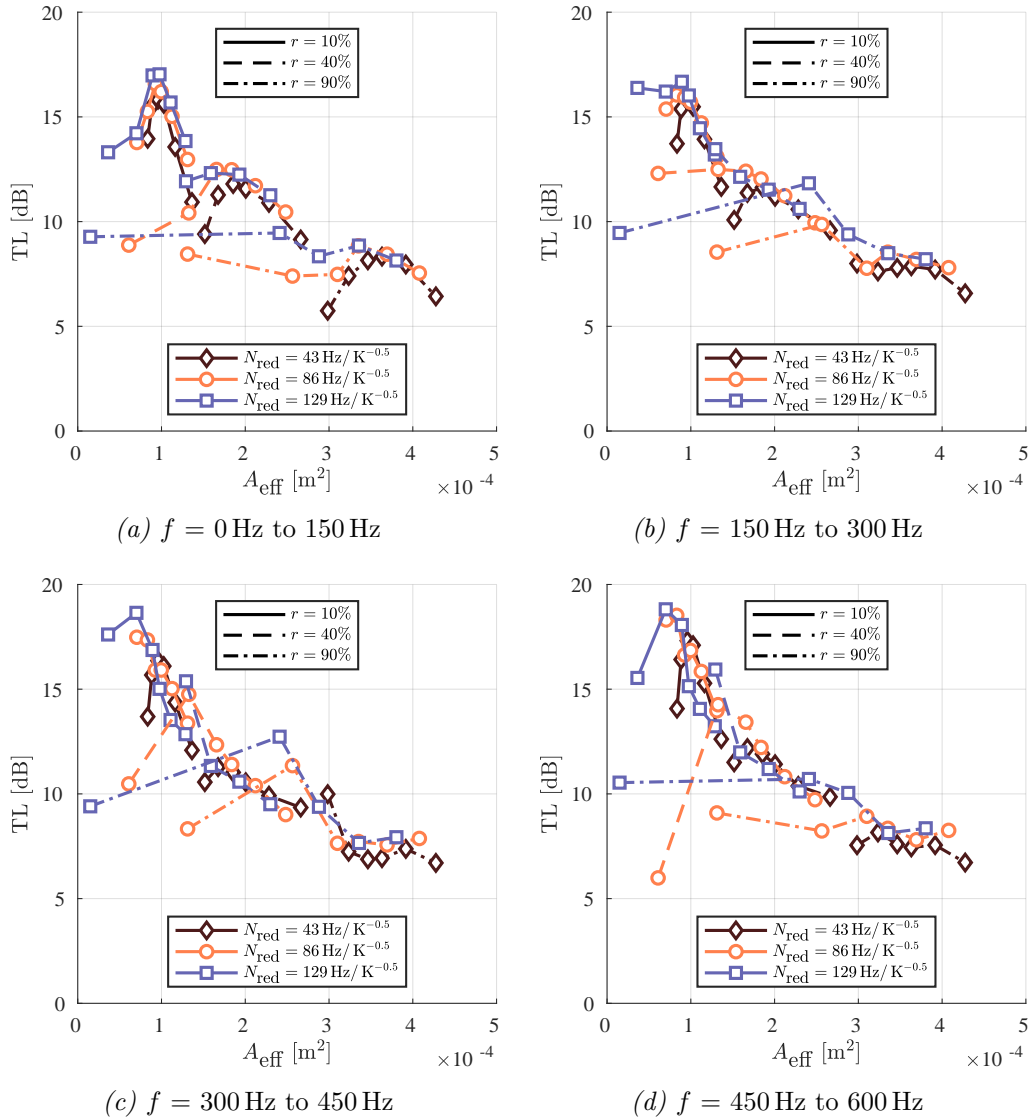 20
15
10
5
0
TL [dB]
r = 10%
r = 40%
r = 90%
N_red = 43 Hz/ K^−0.5
N_red = 86 Hz/ K^−0.5
N_red = 129 Hz/ K^−0.5
0 1 2 3 4 5
A_eff [m²] ×10^-4
(a) f = 0 Hz to 150 Hz
20
15
10
5
0
TL [dB]
r = 10%
r = 40%
r = 90%
N_red = 43 Hz/ K^−0.5
N_red = 86 Hz/ K^−0.5
N_red = 129 Hz/ K^−0.5
0 1 2 3 4 5
A_eff [m²] ×10^-4
(b) f = 150 Hz to 300 Hz
20
15
10
5
0
TL [dB]
r = 10%
r = 40%
r = 90%
N_red = 43 Hz/ K^−0.5
N_red = 86 Hz/ K^−0.5
N_red = 129 Hz/ K^−0.5
0 1 2 3 4 5
A_eff [m²] ×10^-4
(c) f = 300 Hz to 450 Hz
20
15
10
5
0
TL [dB]
r = 10%
r = 40%
r = 90%
N_red = 43 Hz/ K^−0.5
N_red = 86 Hz/ K^−0.5
N_red = 129 Hz/ K^−0.5
0 1 2 3 4 5
A_eff [m²] ×10^-4
(d) f = 450 Hz to 600 Hz